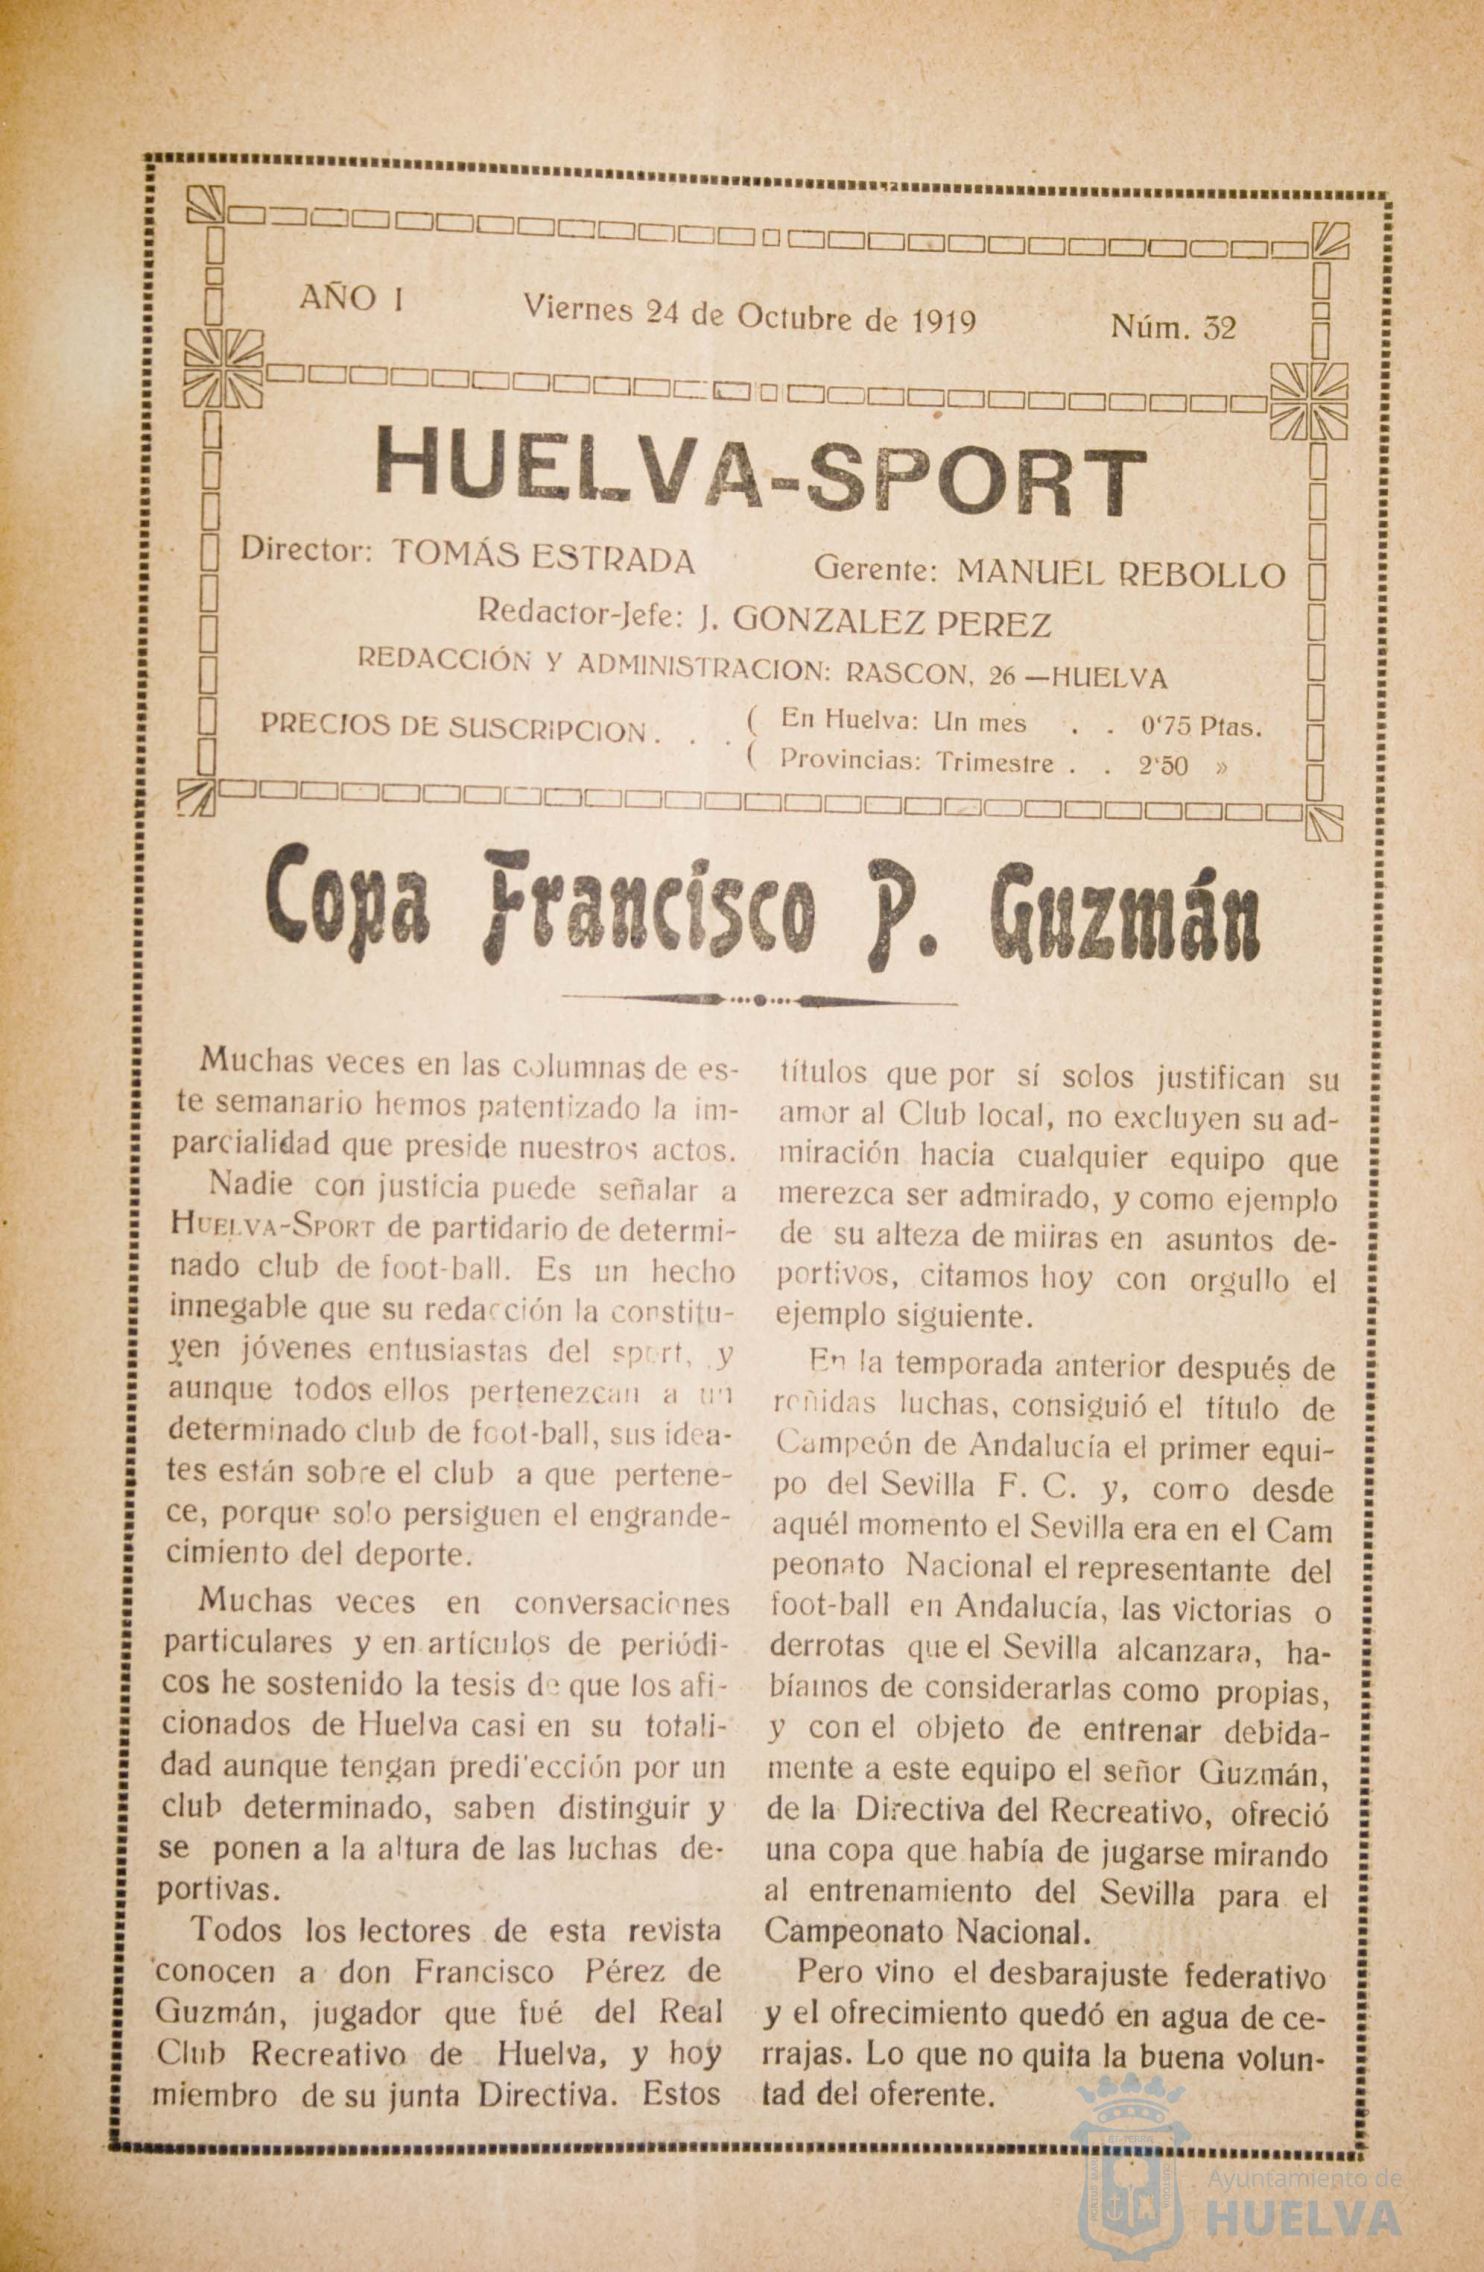 AÑO I
Viernes 24 de Octubre de 1919
Núm. 32
HUELVA-SPORT
Director: TOMÁS ESTRADA
Gerente: MANUEL REBOLLO
Redactor-Jefe: J. GONZALEZ PEREZ
REDACCIÓN Y ADMINISTRACION: RASCON, 26 —HUELVA
PRECIOS DE SUSCRIPCION . . . ( En Huelva: Un mes . . 0'75 Ptas.
( Provincias: Trimestre . . 2'50 »
Copa Francisco P. Guzmán
Muchas veces en las columnas de es-
te semanario hemos patentizado la im-
parcialidad que preside nuestros actos.
Nadie con justicia puede señalar a
HUELVA-SPORT de partidario de determi-
nado club de foot-ball. Es un hecho
innegable que su redacción la constitu-
yen jóvenes entusiastas del sport, y
aunque todos ellos pertenezcan a un
determinado club de foot-ball, sus idea-
tes están sobre el club a que pertene-
ce, porque solo persiguen el engrande-
cimiento del deporte.
Muchas veces en conversaciones
particulares y en artículos de periódi-
cos he sostenido la tesis de que los afi-
cionados de Huelva casi en su totali-
dad aunque tengan predi'ección por un
club determinado, saben distinguir y
se ponen a la altura de las luchas de-
portivas.
Todos los lectores de esta revista
conocen a don Francisco Pérez de
Guzmán, jugador que fué del Real
Club Recreativo de Huelva, y hoy
miembro de su junta Directiva. Estos
títulos que por sí solos justifican su
amor al Club local, no excluyen su ad-
miración hacia cualquier equipo que
merezca ser admirado, y como ejemplo
de su alteza de miiras en asuntos de-
portivos, citamos hoy con orgullo el
ejemplo siguiente.
En la temporada anterior después de
reñidas luchas, consiguió el título de
Campeón de Andalucía el primer equi-
po del Sevilla F. C. y, como desde
aquél momento el Sevilla era en el Cam
peonato Nacional el representante del
foot-ball en Andalucía, las victorias o
derrotas que el Sevilla alcanzara, ha-
bíamos de considerarlas como propias,
y con el objeto de entrenar debida-
mente a este equipo el señor Guzmán,
de la Directiva del Recreativo, ofreció
una copa que había de jugarse mirando
al entrenamiento del Sevilla para el
Campeonato Nacional.
Pero vino el desbarajuste federativo
y el ofrecimiento quedó en agua de ce-
rrajas. Lo que no quita la buena volun-
tad del oferente.
Ayuntamiento de
HUELVA